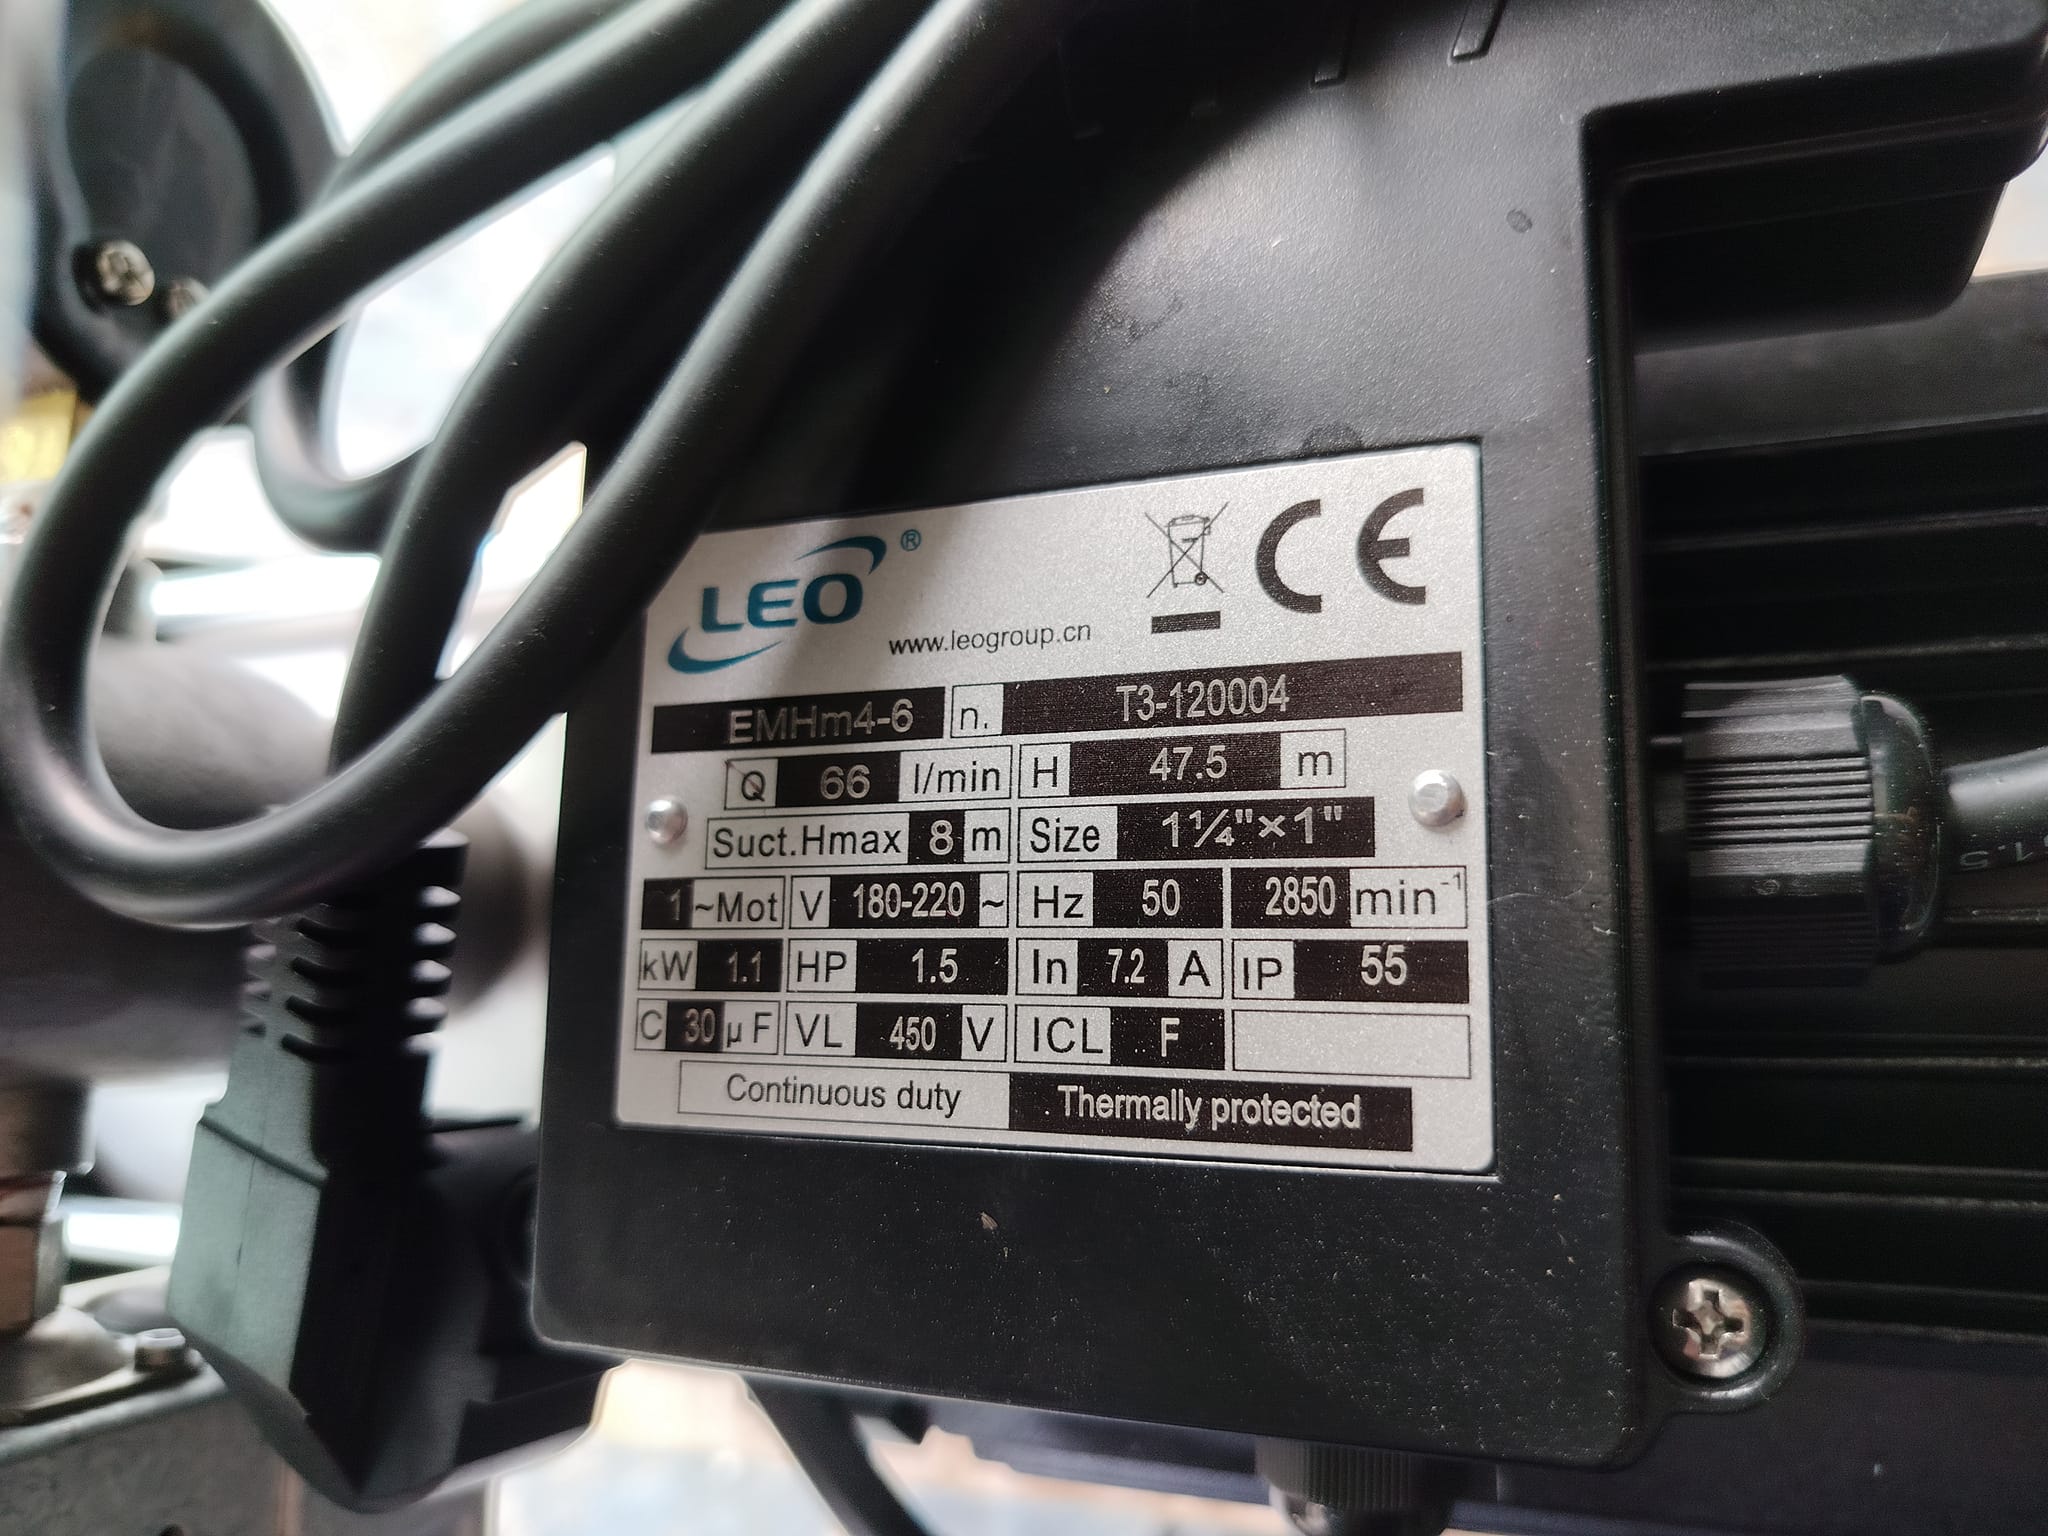 LEO®
www.leogroup.cn
CE
EMHm4-6 n. T3-120004
Q 66 l/min H 47.5 m
Suct.Hmax 8 m Size 1¼"×1"
1 ~Mot V 180-220 ~ Hz 50 2850 min⁻¹
kW 1.1 HP 1.5 In 7.2 A IP 55
C 30 µF VL 450 V ICL F
Continuous duty Thermally protected